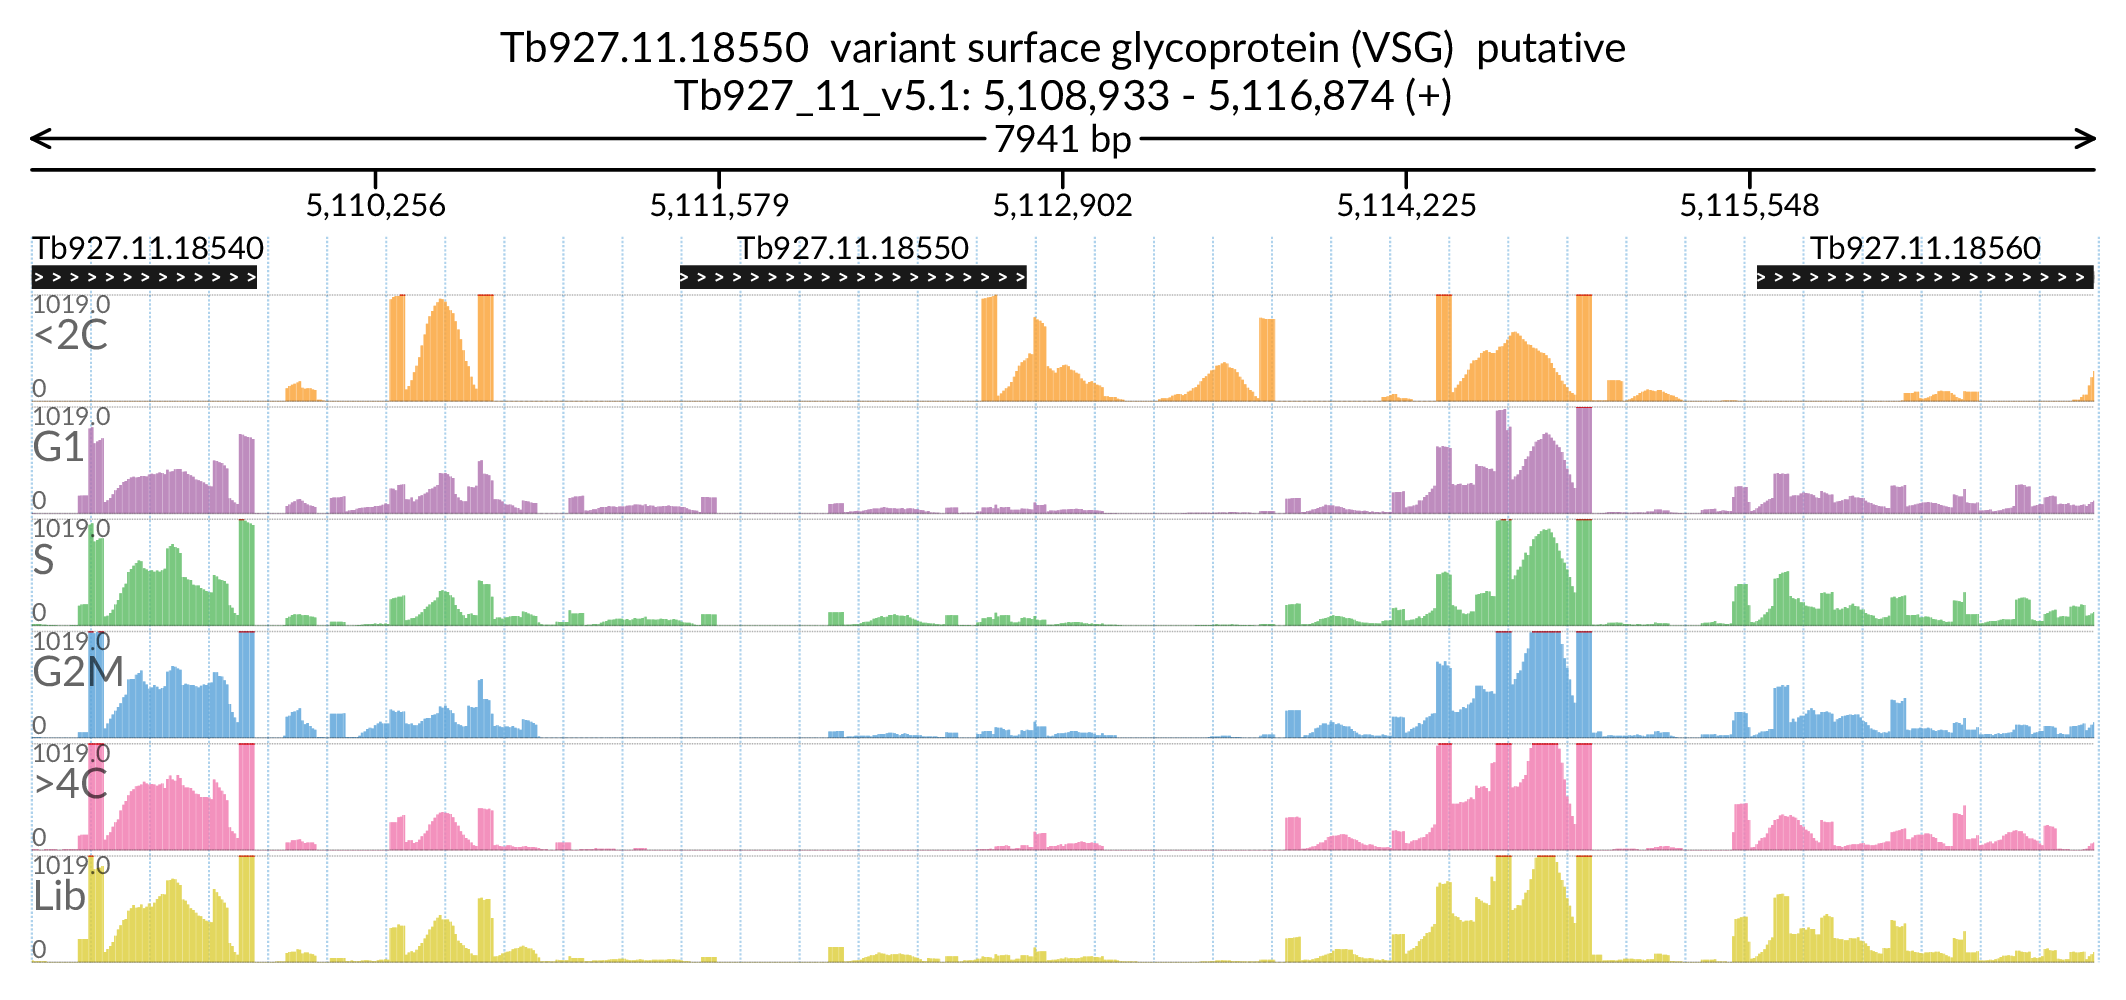 Tb927.11.18550  variant surface glycoprotein (VSG)  putative
Tb927_11_v5.1: 5,108,933 - 5,116,874 (+)
7941 bp
5,110,256 5,111,579 5,112,902 5,114,225 5,115,548
Tb927.11.18540 Tb927.11.18550 Tb927.11.18560
1019.0
<2C
0
1019.0
G1
0
1019.0
S
0
1019.0
G2M
0
1019.0
>4C
0
1019.0
Lib
0